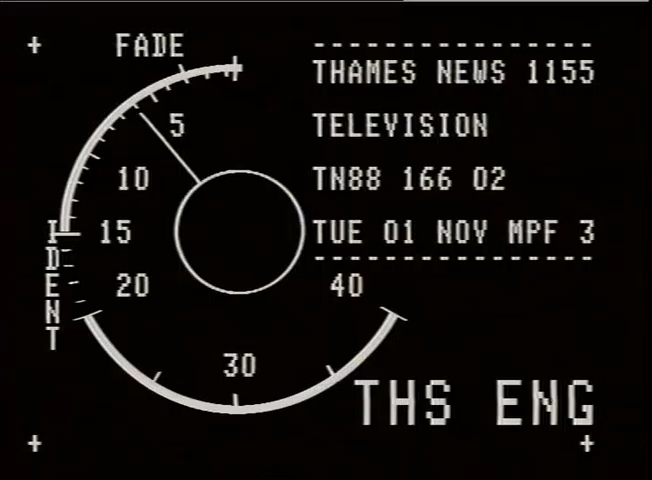 FADE
--------------
THAMES NEWS 1155
5
TELEVISION
10
TN88 166 02
15
TUE 01 NOV MPF 3
--------------
IDENT
20
40
30
THS ENG